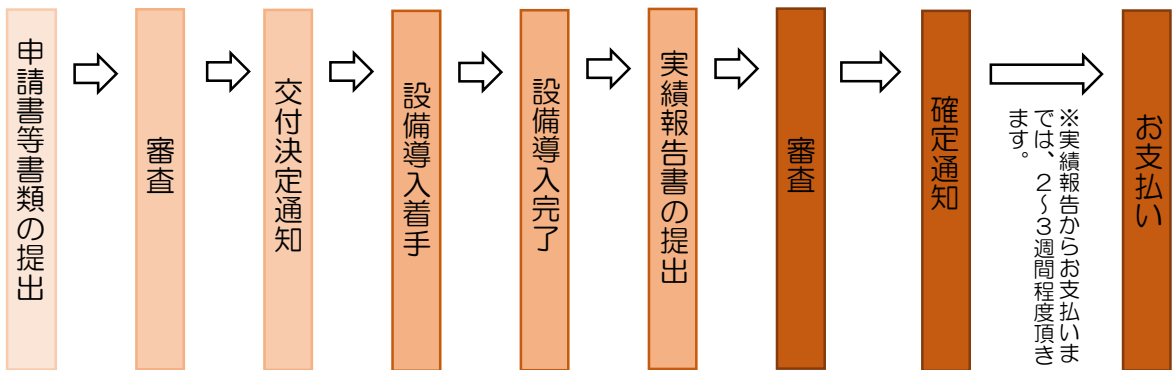 申請書等書類の提出
審査
交付決定通知
設備導入着手
設備導入完了
実績報告書の提出
審査
確定通知
※実績報告からお支払いま
では、２～３週間程度頂き
ます。
お支払い